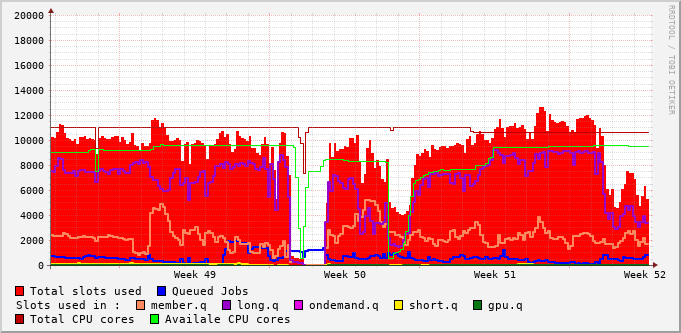 RRDTOOL / TOBI OETIKER
20000
18000
16000
14000
12000
10000
8000
6000
4000
2000
0
Week 49 Week 50 Week 51 Week 52
Total slots used Queued Jobs
Slots used in : member.q long.q ondemand.q short.q gpu.q
Total CPU cores Availale CPU cores